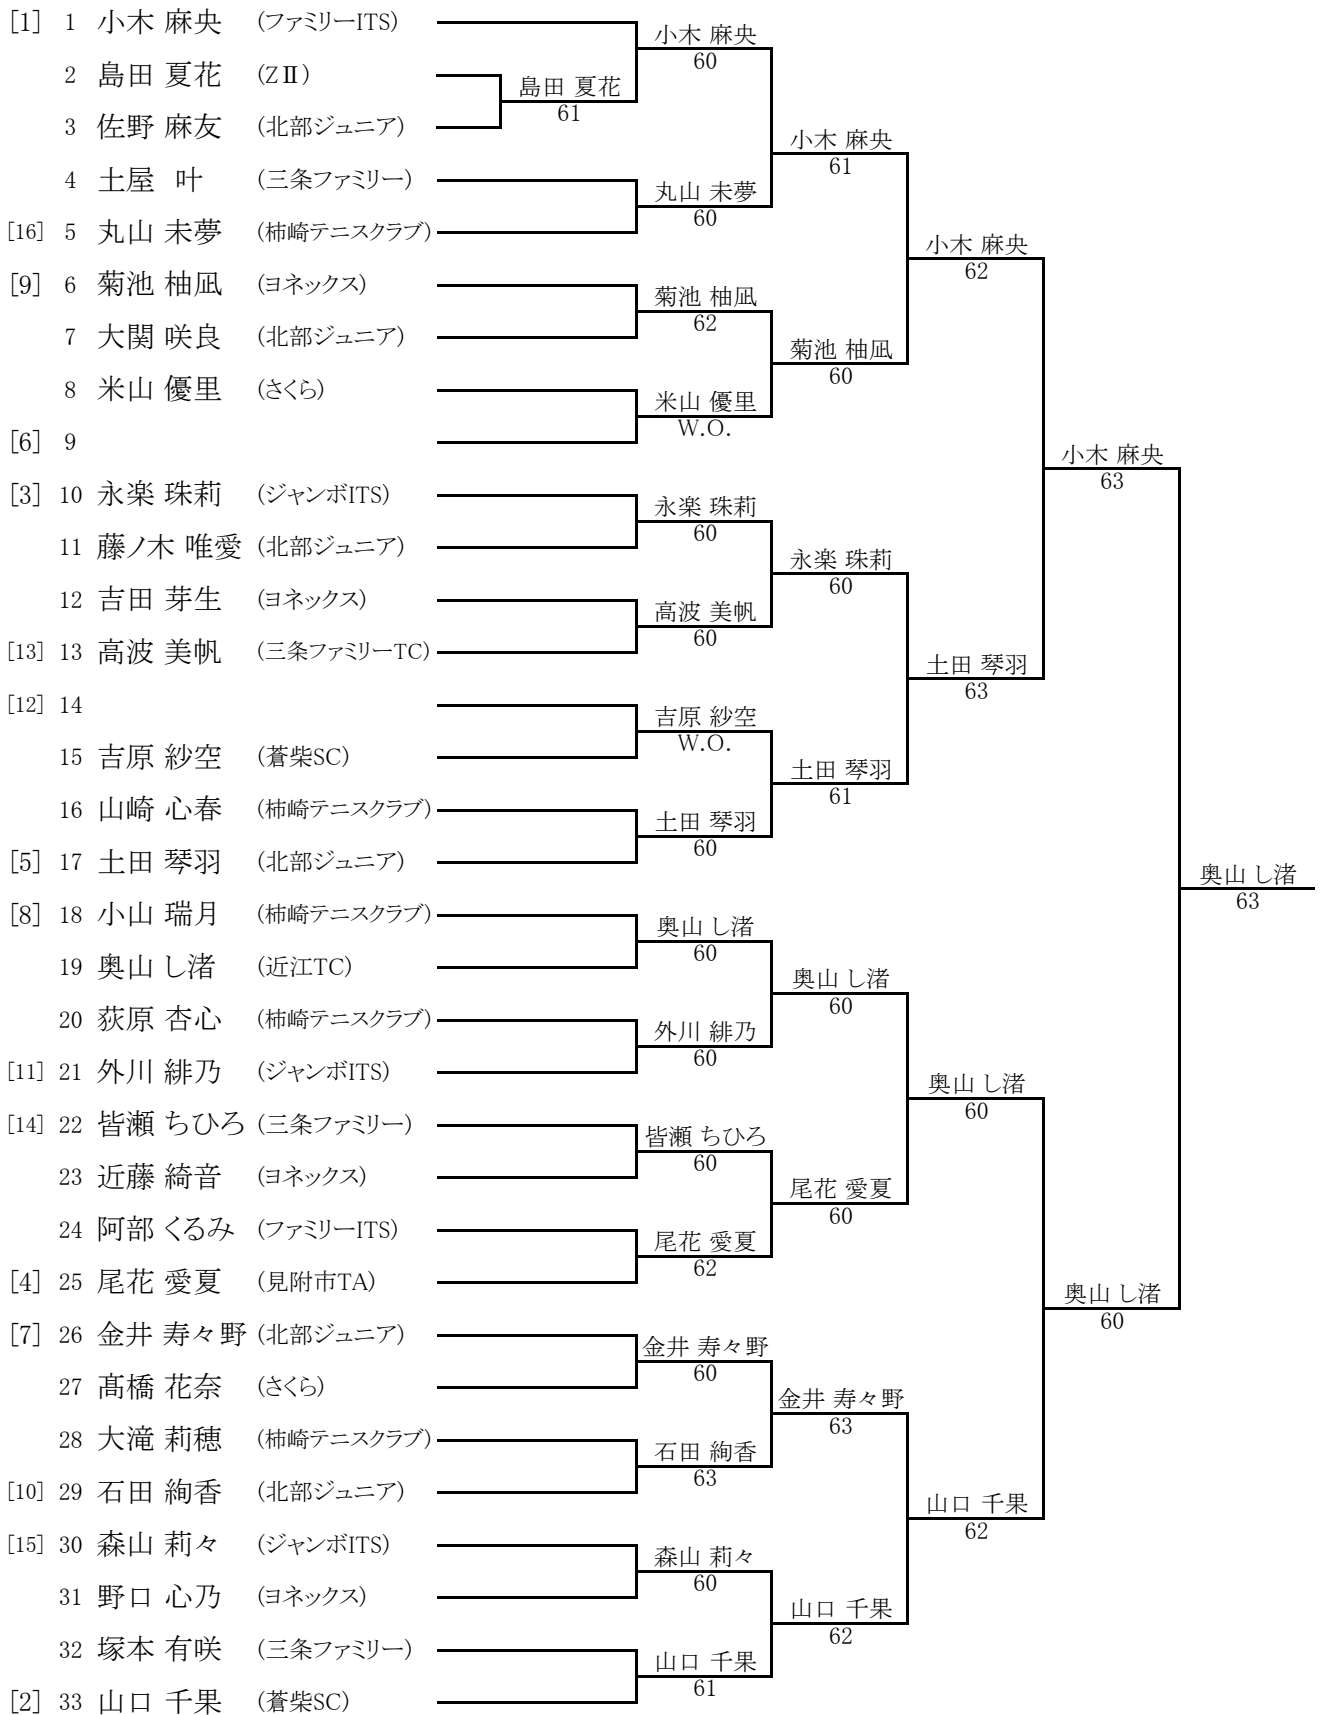 [1] 1 小木 麻央 (ファミリーITS)
小木 麻央
60
2 島田 夏花 (ZⅡ)
島田 夏花
61
3 佐野 麻友 (北部ジュニア)
小木 麻央
61
4 土屋 叶 (三条ファミリー)
丸山 未夢
60
[16] 5 丸山 未夢 (柿崎テニスクラブ)
小木 麻央
62
[9] 6 菊池 柚凪 (ヨネックス)
菊池 柚凪
62
7 大関 咲良 (北部ジュニア)
菊池 柚凪
60
8 米山 優里 (さくら)
米山 優里
W.O.
[6] 9
小木 麻央
63
[3] 10 永楽 珠莉 (ジャンボITS)
永楽 珠莉
60
11 藤ノ木 唯愛 (北部ジュニア)
永楽 珠莉
60
12 吉田 芽生 (ヨネックス)
高波 美帆
60
[13] 13 高波 美帆 (三条ファミリーTC)
土田 琴羽
63
[12] 14
吉原 紗空
W.O.
15 吉原 紗空 (蒼柴SC)
土田 琴羽
61
16 山崎 心春 (柿崎テニスクラブ)
土田 琴羽
60
[5] 17 土田 琴羽 (北部ジュニア)
奥山 し渚
63
[8] 18 小山 瑞月 (柿崎テニスクラブ)
奥山 し渚
60
19 奥山 し渚 (近江TC)
奥山 し渚
60
20 荻原 杏心 (柿崎テニスクラブ)
外川 緋乃
60
[11] 21 外川 緋乃 (ジャンボITS)
奥山 し渚
60
[14] 22 皆瀬 ちひろ (三条ファミリー)
皆瀬 ちひろ
60
23 近藤 綺音 (ヨネックス)
尾花 愛夏
60
24 阿部 くるみ (ファミリーITS)
尾花 愛夏
62
[4] 25 尾花 愛夏 (見附市TA)
奥山 し渚
60
[7] 26 金井 寿々野 (北部ジュニア)
金井 寿々野
60
27 髙橋 花奈 (さくら)
金井 寿々野
63
28 大滝 莉穂 (柿崎テニスクラブ)
石田 絢香
63
[10] 29 石田 絢香 (北部ジュニア)
山口 千果
62
[15] 30 森山 莉々 (ジャンボITS)
森山 莉々
60
31 野口 心乃 (ヨネックス)
山口 千果
62
32 塚本 有咲 (三条ファミリー)
山口 千果
61
[2] 33 山口 千果 (蒼柴SC)